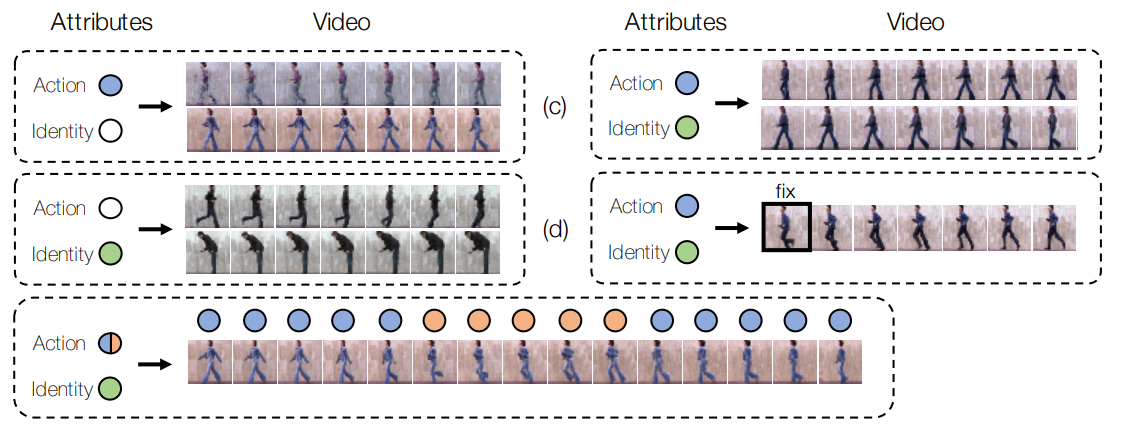 Attributes Video Attributes Video
Action
Identity
(c)
Action
Identity
Action
Identity
(d)
Action
Identity
fix
Action
Identity